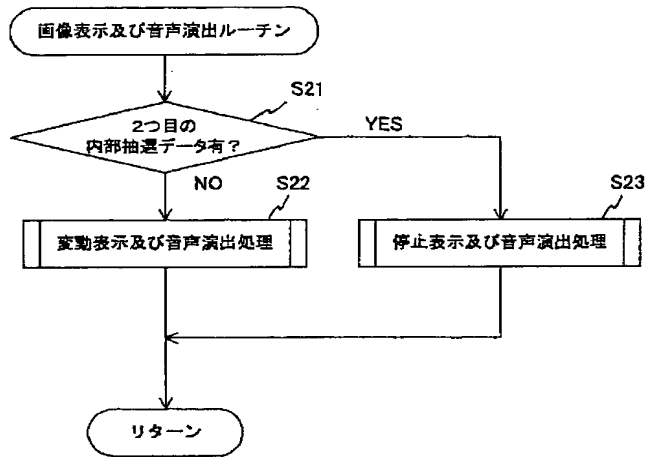 画像表示及び音声演出ルーチン
S21
2つ目の
内部抽選データ有？
YES
NO
S22
変動表示及び音声演出処理
S23
停止表示及び音声演出処理
リターン